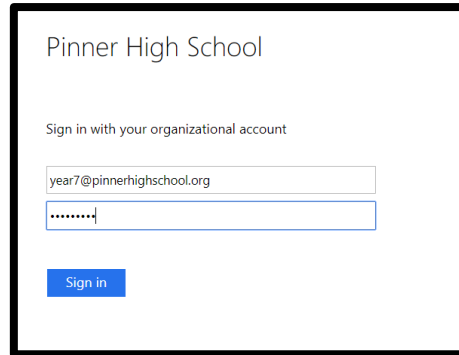 Pinner High School
Sign in with your organizational account
year7@pinnerhighschool.org
•••••••••
Sign in